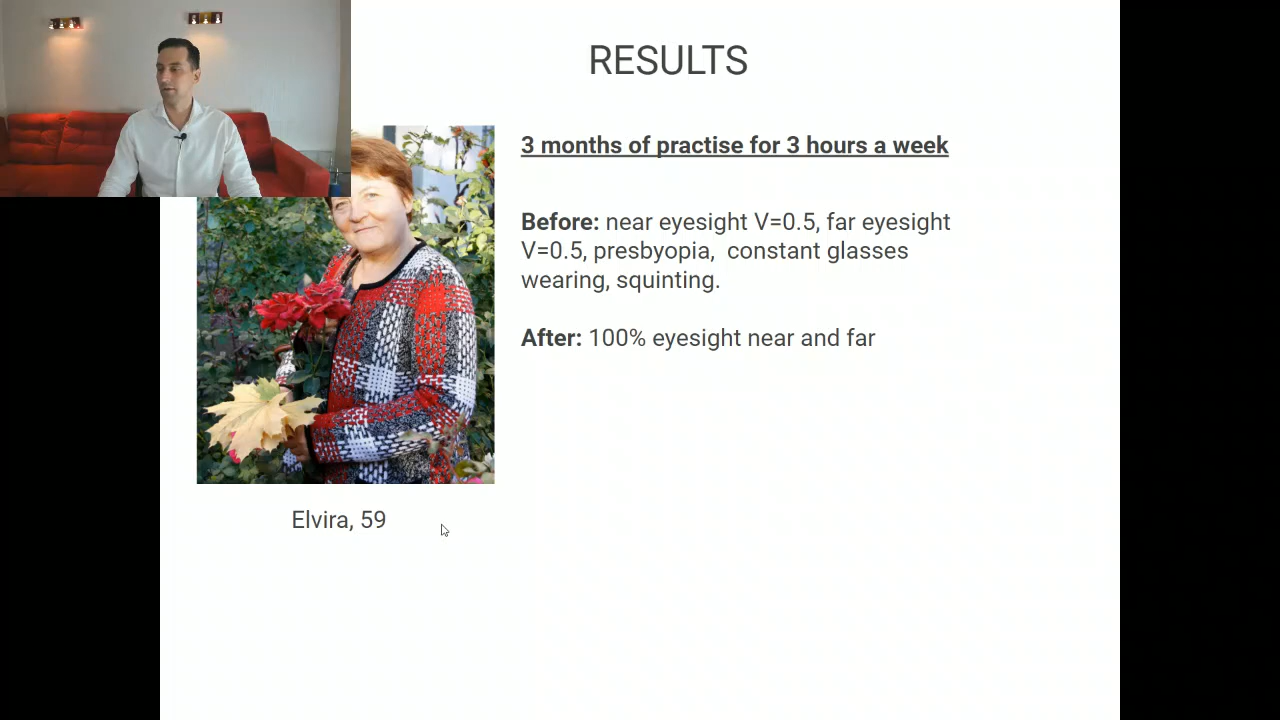 RESULTS
3 months of practise for 3 hours a week
Before: near eyesight V=0.5, far eyesight
V=0.5, presbyopia,  constant glasses
wearing, squinting.
After: 100% eyesight near and far
Elvira, 59